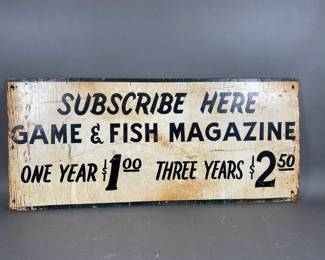 SUBSCRIBE HERE
GAME & FISH MAGAZINE
ONE YEAR $1.00 THREE YEARS $2.50